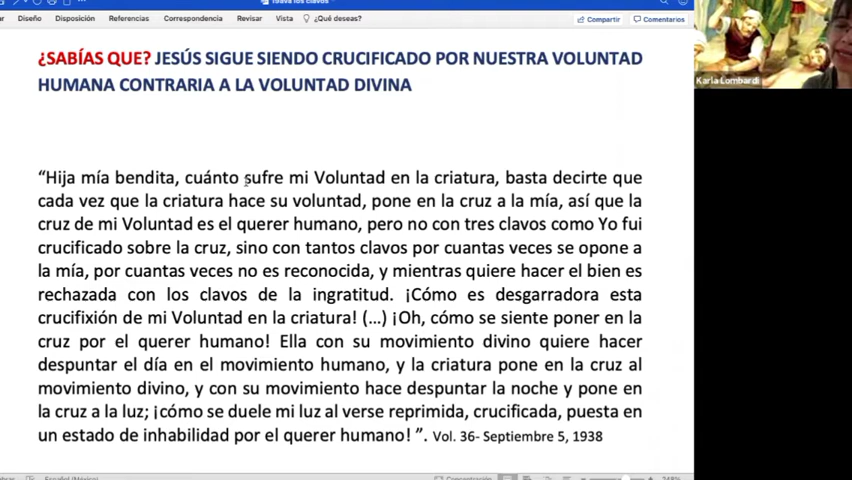 Diseño Disposición Referencias Correspondencia Revisar Vista ¿Qué deseas? Compartir Comentarios
¿SABÍAS QUE? JESÚS SIGUE SIENDO CRUCIFICADO POR NUESTRA VOLUNTAD
HUMANA CONTRARIA A LA VOLUNTAD DIVINA
Karla Lombardi
“Hija mía bendita, cuánto sufre mi Voluntad en la criatura, basta decirte que
cada vez que la criatura hace su voluntad, pone en la cruz a la mía, así que la
cruz de mi Voluntad es el querer humano, pero no con tres clavos como Yo fui
crucificado sobre la cruz, sino con tantos clavos por cuantas veces se opone a
la mía, por cuantas veces no es reconocida, y mientras quiere hacer el bien es
rechazada con los clavos de la ingratitud. ¡Cómo es desgarradora esta
crucifixión de mi Voluntad en la criatura! (...) ¡Oh, cómo se siente poner en la
cruz por el querer humano! Ella con su movimiento divino quiere hacer
despuntar el día en el movimiento humano, y la criatura pone en la cruz al
movimiento divino, y con su movimiento hace despuntar la noche y pone en
la cruz a la luz; ¡cómo se duele mi luz al verse reprimida, crucificada, puesta en
un estado de inhabilidad por el querer humano! ”. Vol. 36- Septiembre 5, 1938